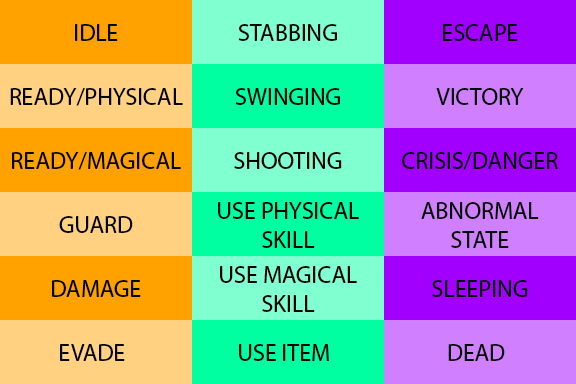 IDLE
STABBING
ESCAPE
READY/PHYSICAL
SWINGING
VICTORY
READY/MAGICAL
SHOOTING
CRISIS/DANGER
GUARD
USE PHYSICAL
SKILL
ABNORMAL
STATE
DAMAGE
USE MAGICAL
SKILL
SLEEPING
EVADE
USE ITEM
DEAD